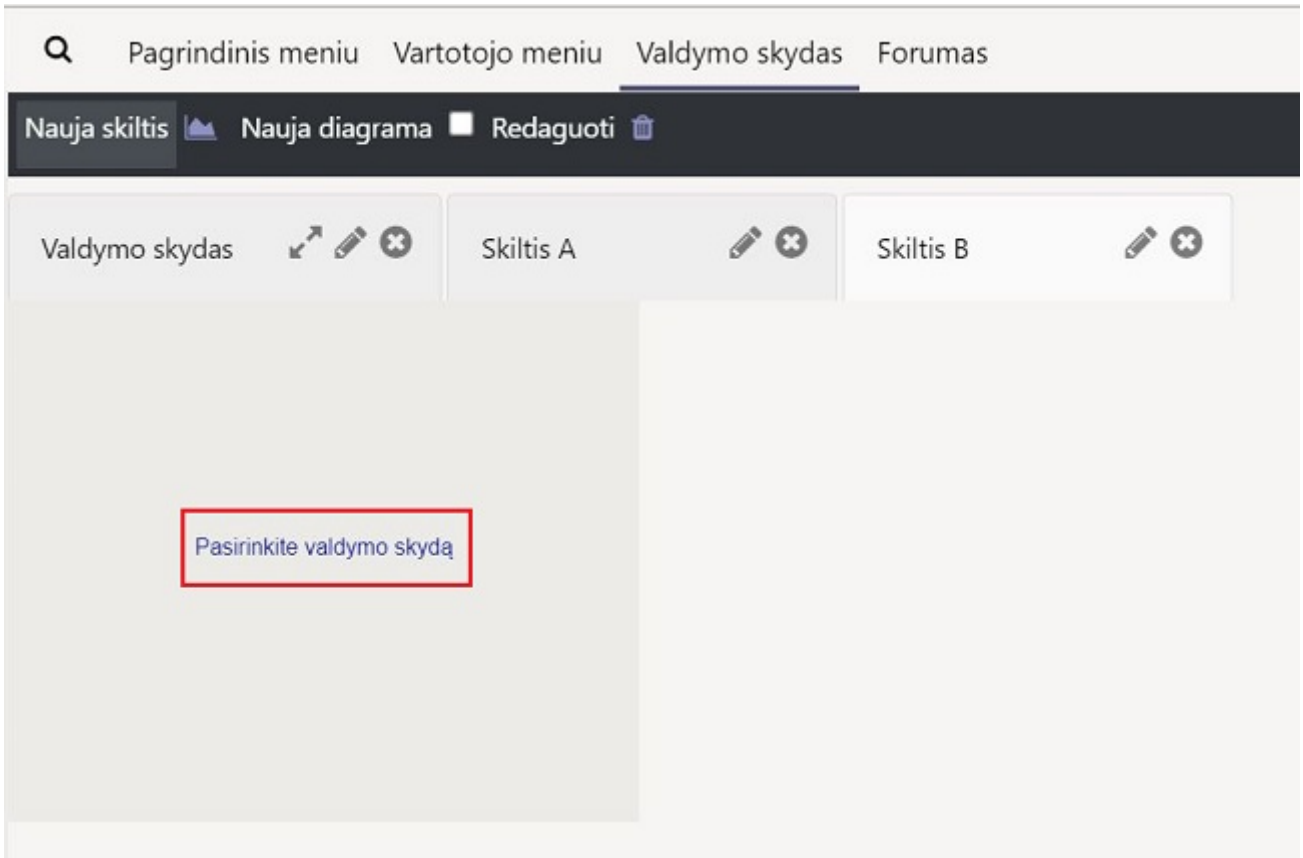 Pagrindinis meniu Vartotojo meniu Valdymo skydas Forumas
Nauja skiltis Nauja diagrama Redaguoti
Valdymo skydas Skiltis A Skiltis B
Pasirinkite valdymo skydą